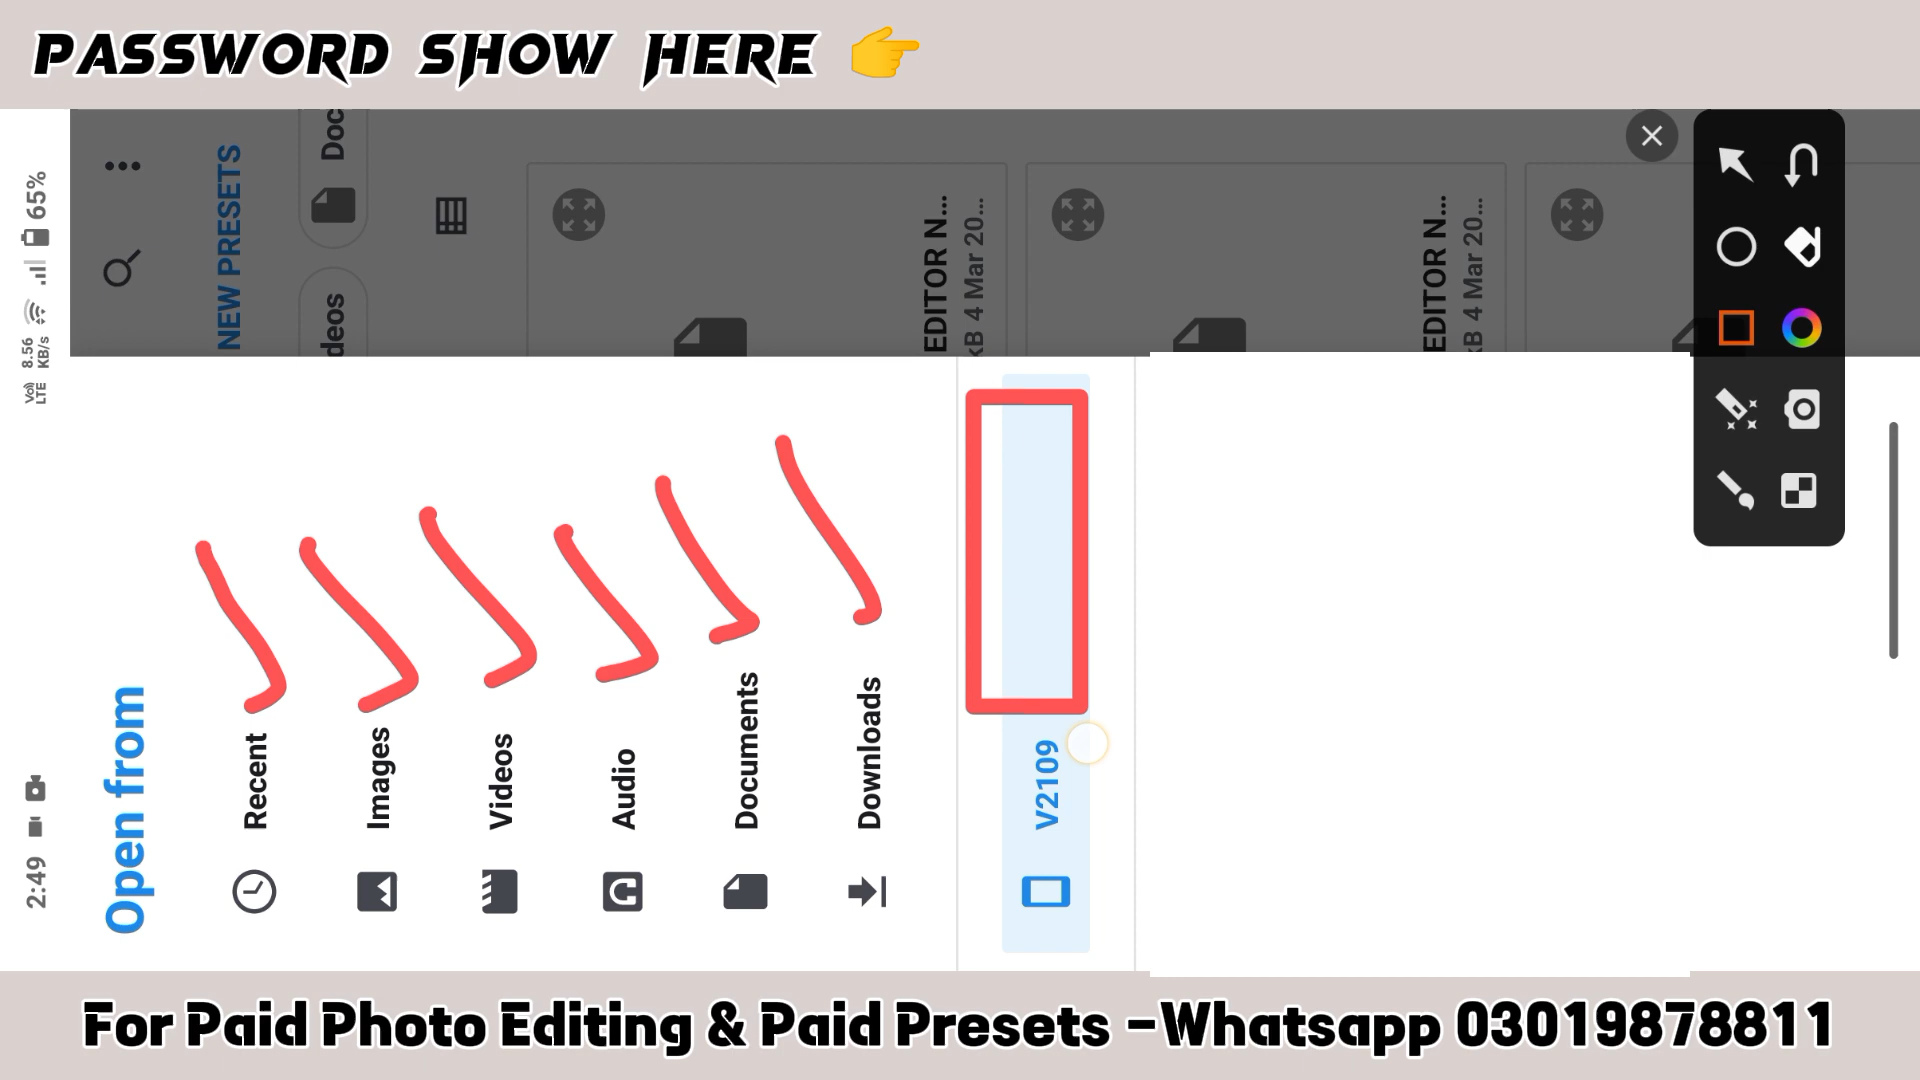 PASSWORD SHOW HERE 👉
2:49
VoLTE 8.56 KB/s 65%
NEW PRESETS
deos
Doc
EDITOR N...
kB 4 Mar 20...
EDITOR N...
kB 4 Mar 20...
Open from
Recent
Images
Videos
Audio
Documents
Downloads
V2109
For Paid Photo Editing & Paid Presets -Whatsapp 03019878811